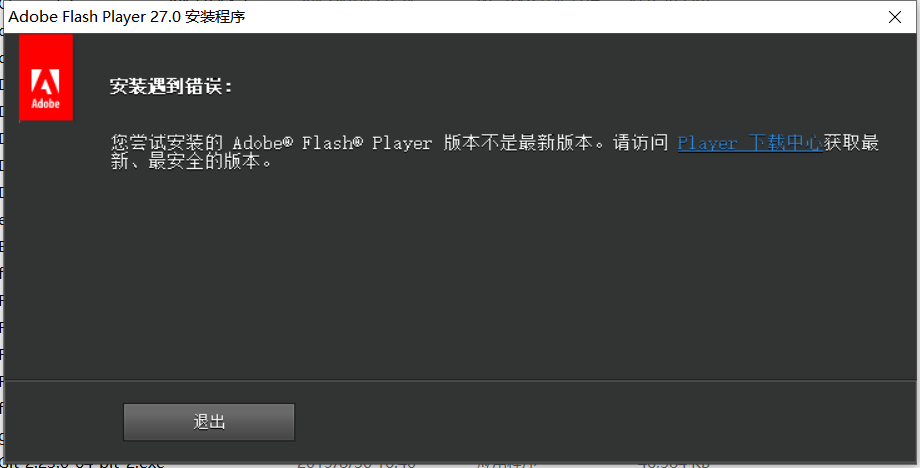 Adobe Flash Player 27.0 安装程序
Adobe
安装遇到错误：
您尝试安装的 Adobe® Flash® Player 版本不是最新版本。请访问 Player 下载中心获取最
新、最安全的版本。
退出